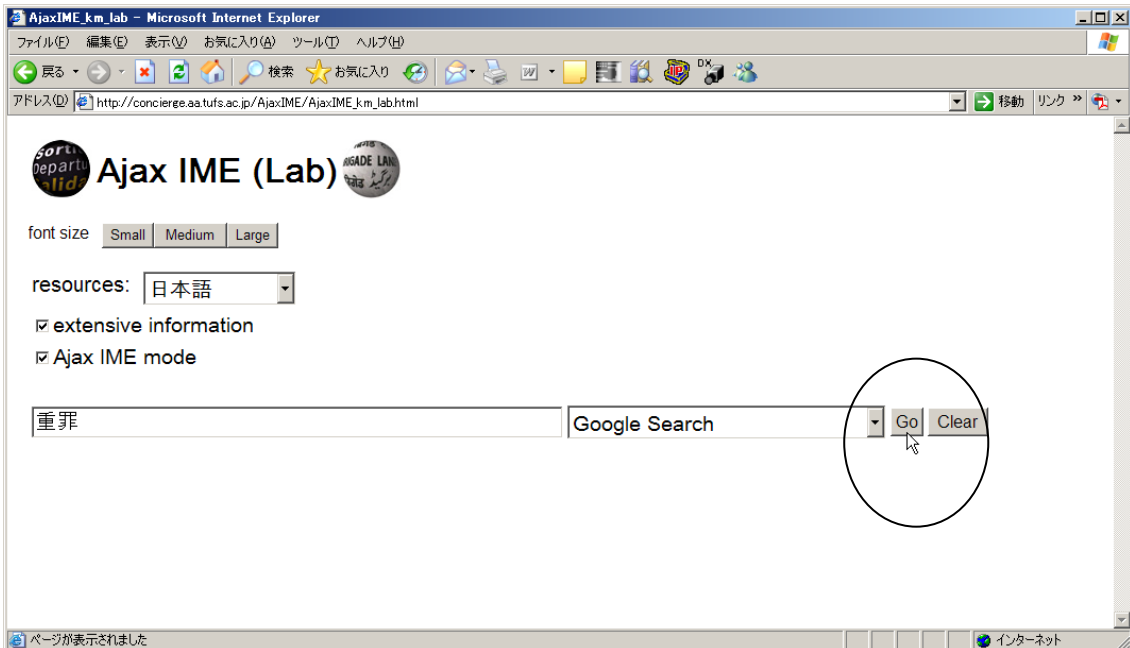 AjaxIME_km_lab - Microsoft Internet Explorer
ファイル(F) 編集(E) 表示(V) お気に入り(A) ツール(T) ヘルプ(H)
戻る 検索 お気に入り
アドレス(D) http://concierge.aa.tufs.ac.jp/AjaxIME/AjaxIME_km_lab.html 移動 リンク »
Ajax IME (Lab)
font size Small Medium Large
resources: 日本語
extensive information
Ajax IME mode
重罪 Google Search Go Clear
ページが表示されました インターネット